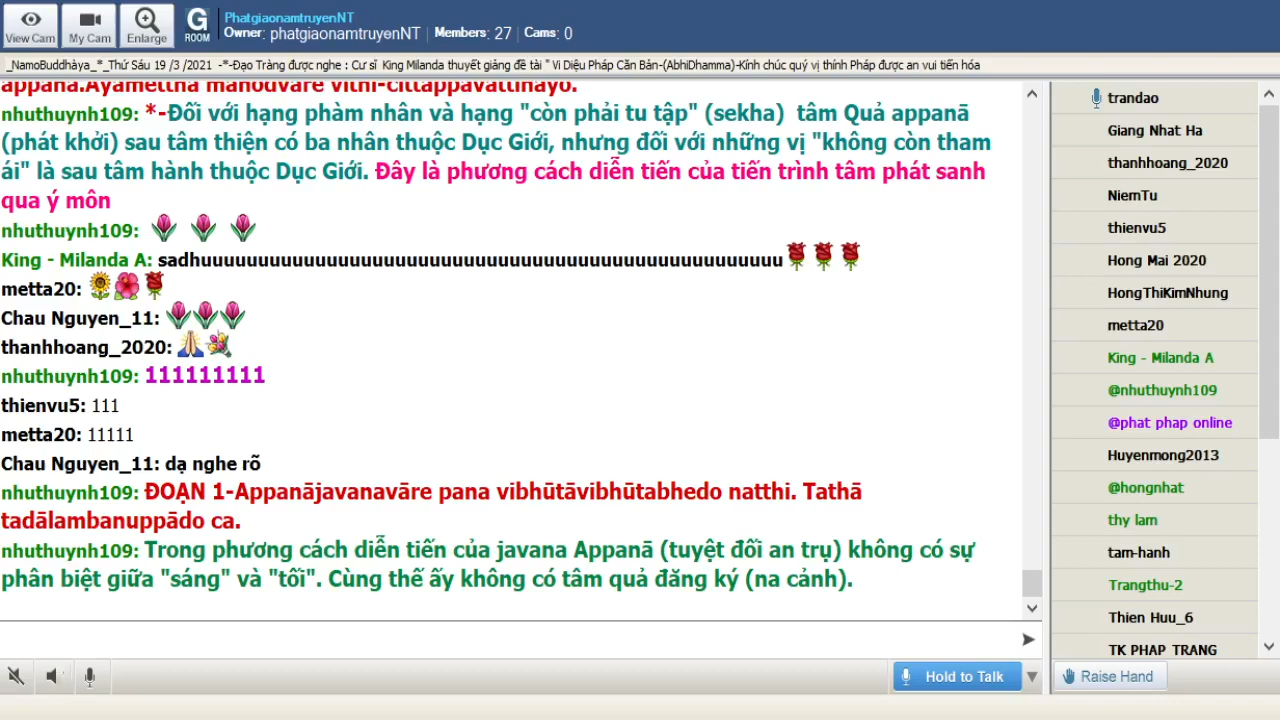 View Cam
My Cam
Enlarge
G
ROOM
PhatgiaonamtruyenNT
Owner: phatgiaonamtruyenNT | Members: 27 | Cams: 0
_NamoBuddhàya_*_Thứ Sáu 19 /3 /2021 -*-Đạo Tràng được nghe : Cư sĩ King Milanda thuyết giảng đề tài " Vi Diệu Pháp Căn Bản-(AbhiDhamma)-Kính chúc quý vị thính Pháp được an vui tiến hóa
appanā.Ayamettha manodvāre vīthi-cittappavattinayo.
nhuthuynh109: *-Đối với hạng phàm nhân và hạng "còn phải tu tập" (sekha) tâm Quả appanā
(phát khởi) sau tâm thiện có ba nhân thuộc Dục Giới, nhưng đối với những vị "không còn tham
ái" là sau tâm hành thuộc Dục Giới. Đây là phương cách diễn tiến của tiến trình tâm phát sanh
qua ý môn
nhuthuynh109:
King - Milanda A: sadhuuuuuuuuuuuuuuuuuuuuuuuuuuuuuuuuuuuuuuuuuuuuuuuuuuu
metta20:
Chau Nguyen_11:
thanhhoang_2020:
nhuthuynh109: 111111111
thienvu5: 111
metta20: 11111
Chau Nguyen_11: dạ nghe rõ
nhuthuynh109: ĐOẠN 1-Appanājavanavāre pana vibhūtāvibhūtabhedo natthi. Tathā
tadālambanuppādo ca.
nhuthuynh109: Trong phương cách diễn tiến của javana Appanā (tuyệt đối an trụ) không có sự
phân biệt giữa "sáng" và "tối". Cùng thế ấy không có tâm quả đăng ký (na cảnh).
Hold to Talk
trandao
Giang Nhat Ha
thanhhoang_2020
NiemTu
thienvu5
Hong Mai 2020
HongThiKimNhung
metta20
King - Milanda A
@nhuthuynh109
@phat phap online
Huyenmong2013
@hongnhat
thy lam
tam-hanh
Trangthu-2
Thien Huu_6
TK PHAP TRANG
Raise Hand